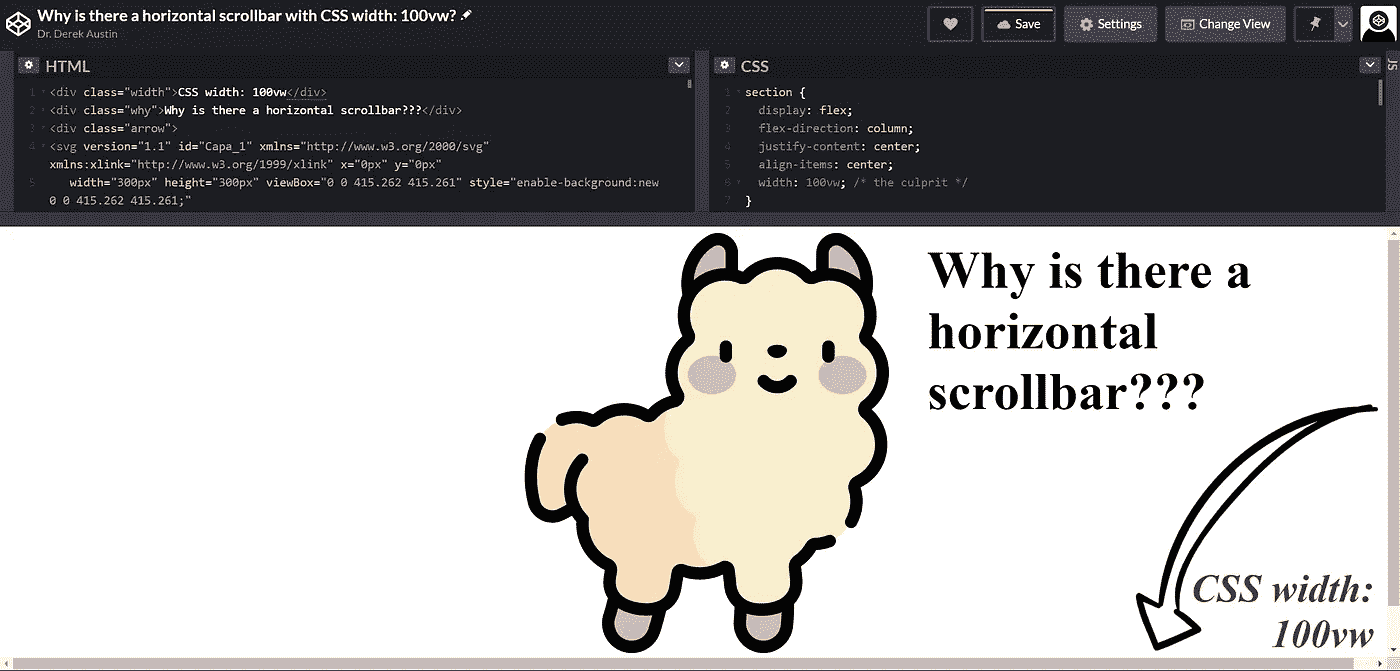 Why is there a horizontal scrollbar with CSS width: 100vw?
Dr. Derek Austin
Save
Settings
Change View
HTML
1 <div class="width">CSS width: 100vw</div>
2 <div class="why">Why is there a horizontal scrollbar???</div>
3 <div class="arrow">
4 <svg version="1.1" id="Capa_1" xmlns="http://www.w3.org/2000/svg"
xmlns:xlink="http://www.w3.org/1999/xlink" x="0px" y="0px"
5 width="300px" height="300px" viewBox="0 0 415.262 415.261" style="enable-background:new
0 0 415.262 415.261;"
CSS
JS
1 section {
2 display: flex;
3 flex-direction: column;
4 justify-content: center;
5 align-items: center;
6 width: 100vw; /* the culprit */
7 }
Why is there a
horizontal
scrollbar???
CSS width:
100vw